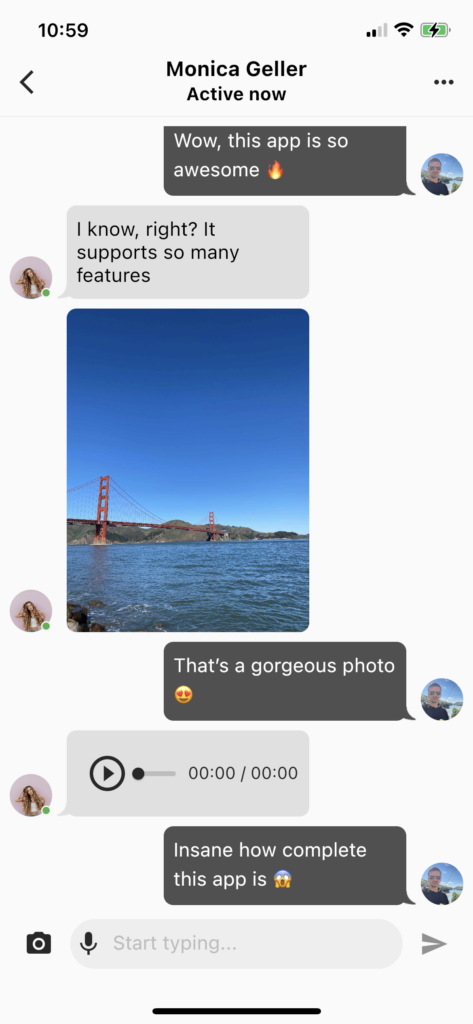 10:59
Monica Geller
Active now
Wow, this app is so
awesome 🔥
I know, right? It
supports so many
features
That’s a gorgeous photo
😍
00:00 / 00:00
Insane how complete
this app is 😱
Start typing...